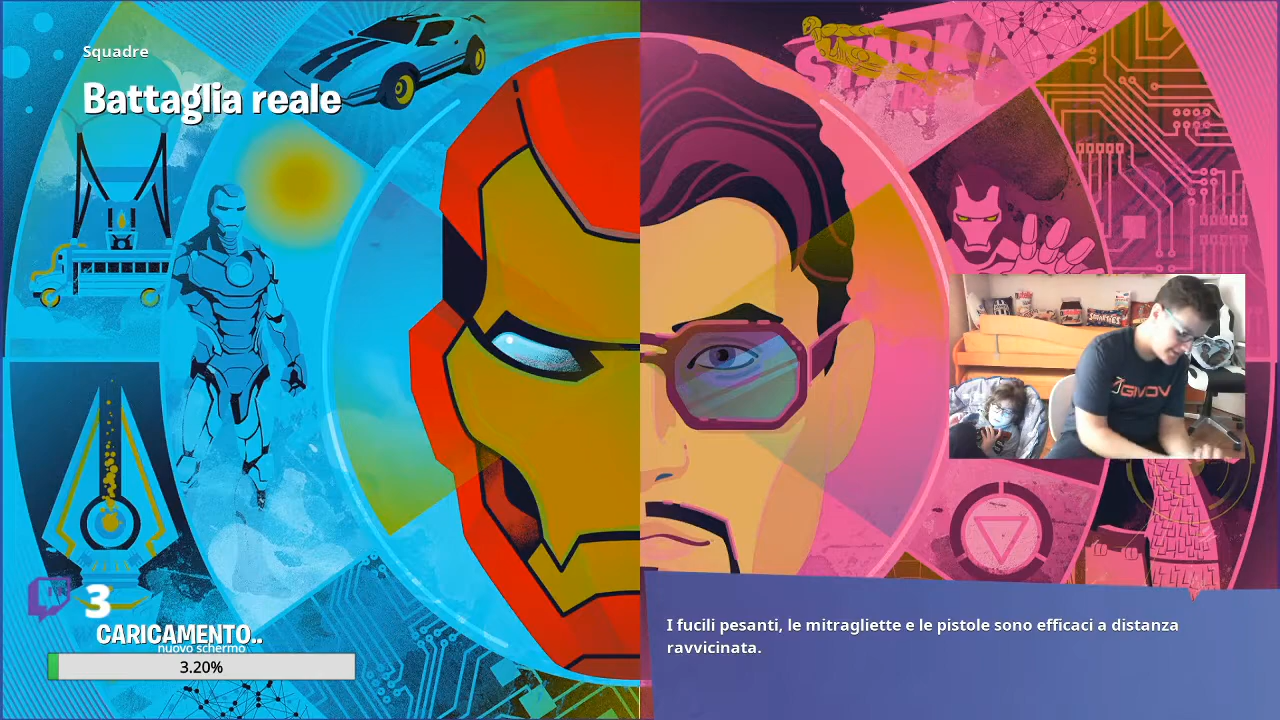 Squadre
Battaglia reale
STARK
3
CARICAMENTO..
nuovo schermo
3.20%
I fucili pesanti, le mitragliette e le pistole sono efficaci a distanza
ravvicinata.
GIVOVA